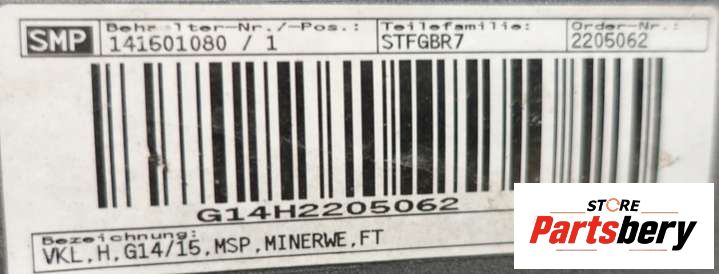 SMP
Behälter-Nr./Pos.: Teilefamilie: Order-Nr.:
141601080 / 1 STFGBR7 2205062
G14H2205062
Bezeichnung:
VKL,H,G14/15,MSP,MINERWE,FT
STORE
Partsbery